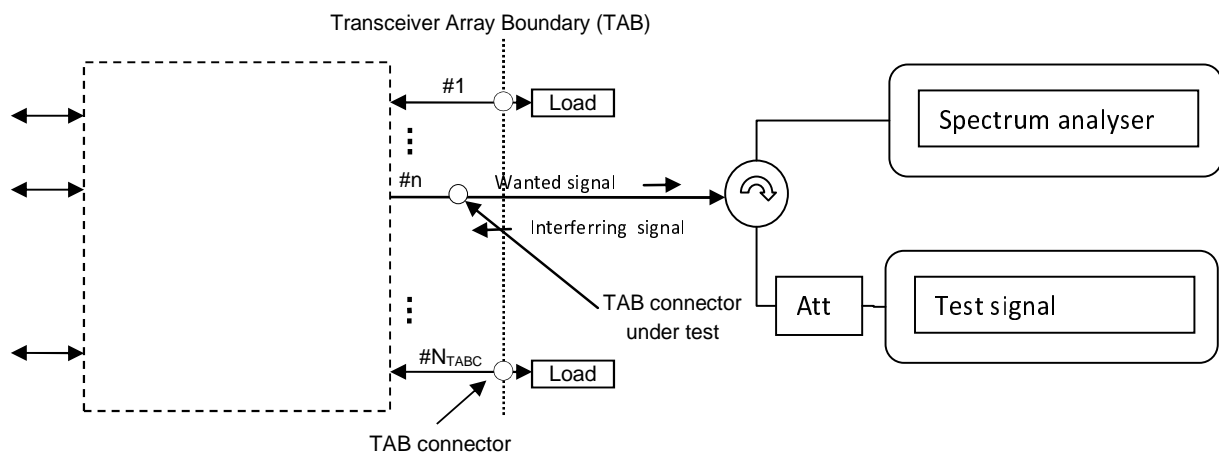 Transceiver Array Boundary (TAB)
#1
Load
Spectrum analyser
#n
Wanted signal
Interferring signal
TAB connector
under test
Att
Test signal
#NTABC
Load
TAB connector